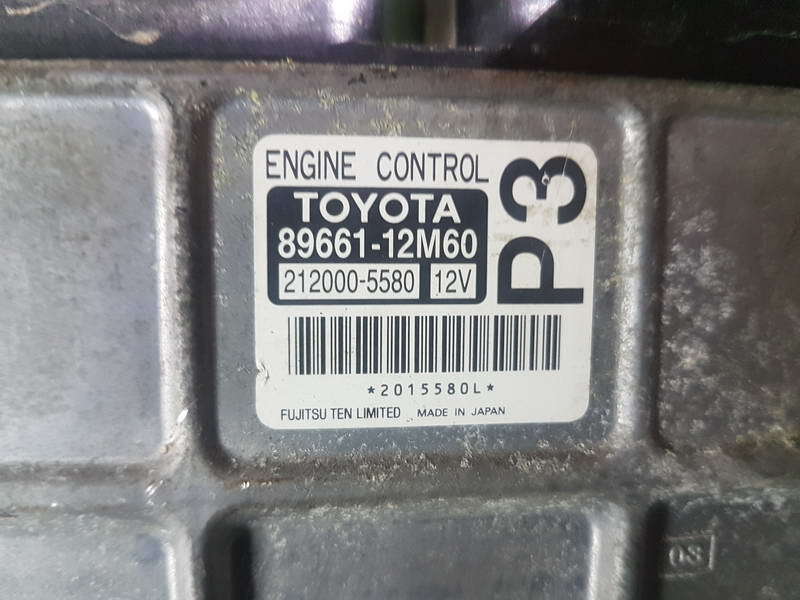 ENGINE CONTROL
P3
TOYOTA
89661-12M60
212000-5580 12V
*2015580L*
FUJITSU TEN LIMITED MADE IN JAPAN